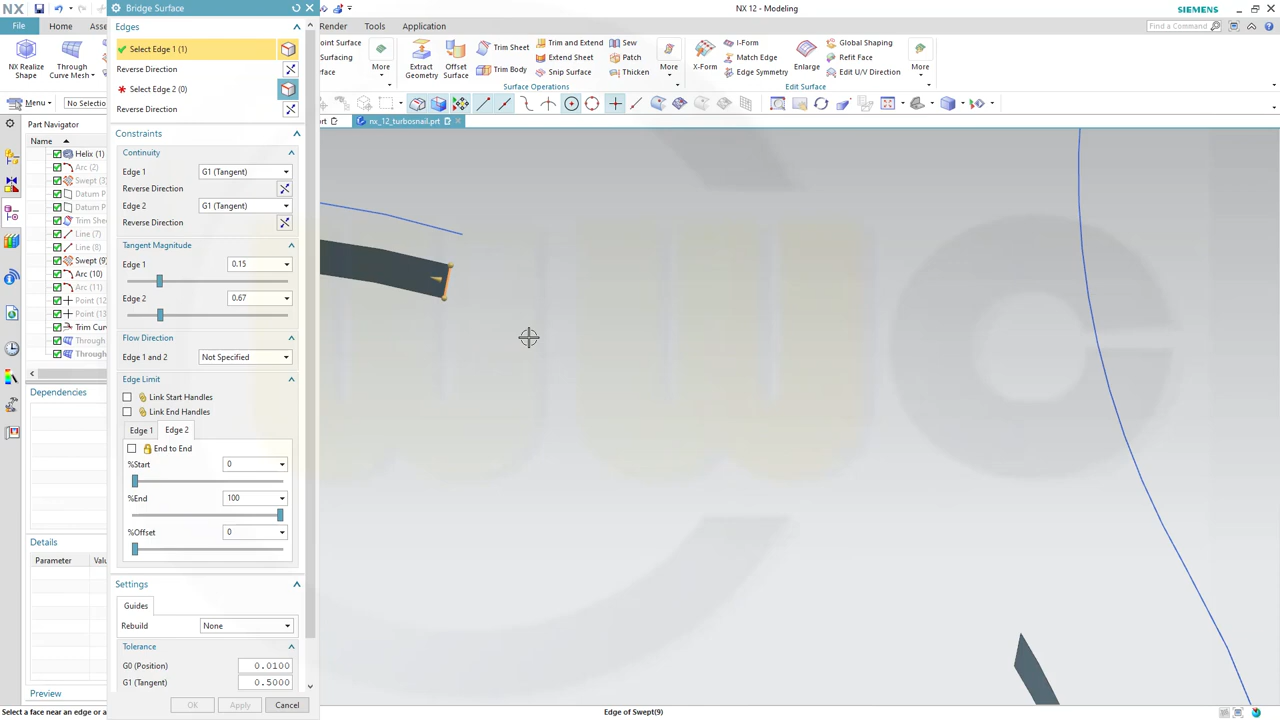 NX
Bridge Surface
NX 12 - Modeling
SIEMENS
File
Home
Render
Tools
Application
Find a Command
Edges
Select Edge 1 (1)
Reverse Direction
Select Edge 2 (0)
Reverse Direction
NX Realize Shape
Through Curve Mesh
Surfacing
More
Extract Geometry
Offset Surface
Trim Sheet
Trim Body
Trim and Extend
Extend Sheet
Snip Surface
Sew
Patch
Thicken
More
X-Form
I-Form
Match Edge
Edge Symmetry
Enlarge
Global Shaping
Refit Face
Edit U/V Direction
More
Surface Operations
Edit Surface
Menu
nx_12_turbosnail.prt
Part Navigator
Name
Helix (1)
Arc (2)
Swept (3)
Datum P
Datum P
Trim She
Line (7)
Line (8)
Swept (9)
Arc (10)
Arc (11)
Point (12
Point (13
Trim Curv
Through
Through
Dependencies
Details
Parameter
Preview
Constraints
Continuity
Edge 1
G1 (Tangent)
Reverse Direction
Edge 2
G1 (Tangent)
Reverse Direction
Tangent Magnitude
Edge 1
0.15
Edge 2
0.67
Flow Direction
Edge 1 and 2
Not Specified
Edge Limit
Link Start Handles
Link End Handles
Edge 1
Edge 2
End to End
%Start
0
%End
100
%Offset
0
Settings
Guides
Rebuild
None
Tolerance
G0 (Position)
0.0100
G1 (Tangent)
0.5000
OK
Apply
Cancel
Edge of Swept(9)